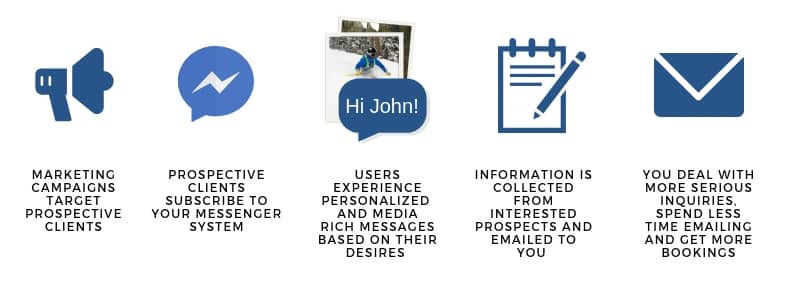 Hi John!
MARKETING
CAMPAIGNS
TARGET
PROSPECTIVE
CLIENTS
PROSPECTIVE
CLIENTS
SUBSCRIBE TO
YOUR MESSENGER
SYSTEM
USERS
EXPERIENCE
PERSONALIZED
AND MEDIA
RICH MESSAGES
BASED ON THEIR
DESIRES
INFORMATION IS
COLLECTED
FROM
INTERESTED
PROSPECTS AND
EMAILED TO
YOU
YOU DEAL WITH
MORE SERIOUS
INQUIRIES,
SPEND LESS
TIME EMAILING
AND GET MORE
BOOKINGS